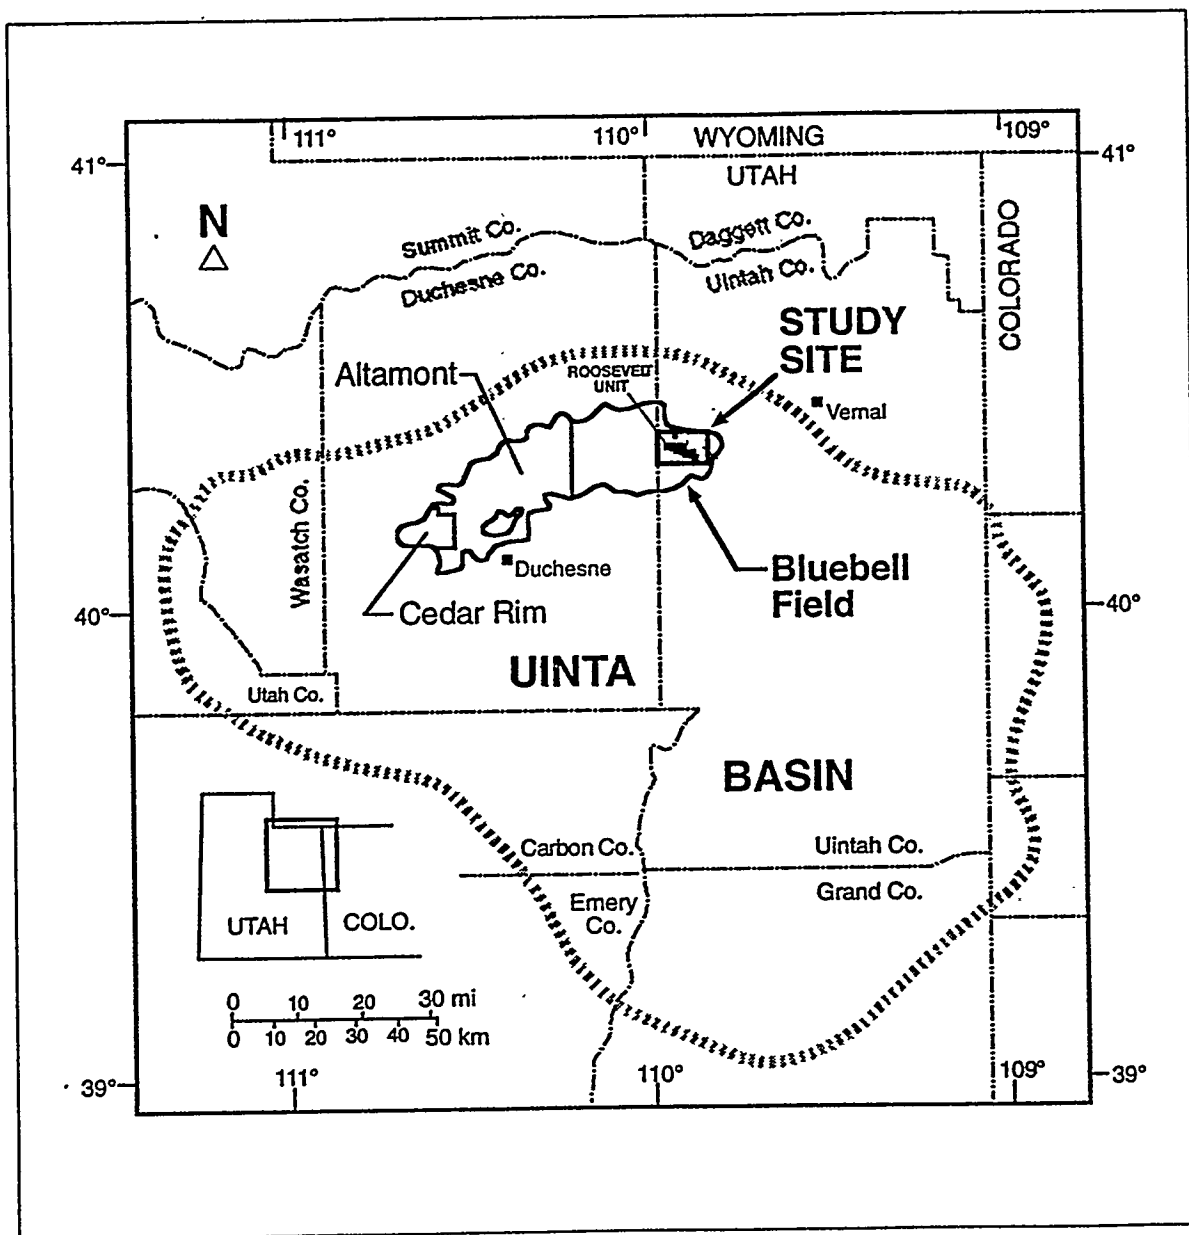 111°
110°
WYOMING
109°
41°
41°
UTAH
N
COLORADO
Summit Co.
Duchesne Co.
Daggett Co.
Uintah Co.
STUDY
SITE
Altamont
ROOSEVELT
UNIT
Vernal
Wasatch Co.
Duchesne
Bluebell
Field
40°
40°
Cedar Rim
UINTA
Utah Co.
BASIN
Carbon Co.
Uintah Co.
Emery
Co.
Grand Co.
UTAH
COLO.
0 10 20 30 mi
0 10 20 30 40 50 km
39°
111°
110°
109°
39°